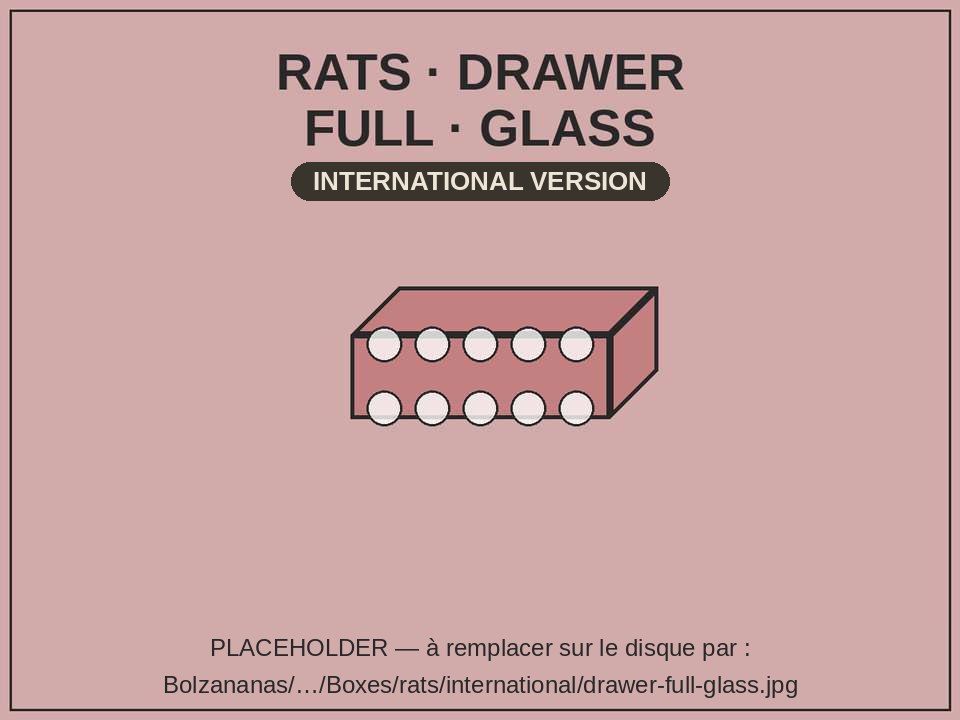 RATS · DRAWER
FULL · GLASS
INTERNATIONAL VERSION
PLACEHOLDER — à remplacer sur le disque par :
Bolzananas/…/Boxes/rats/international/drawer-full-glass.jpg